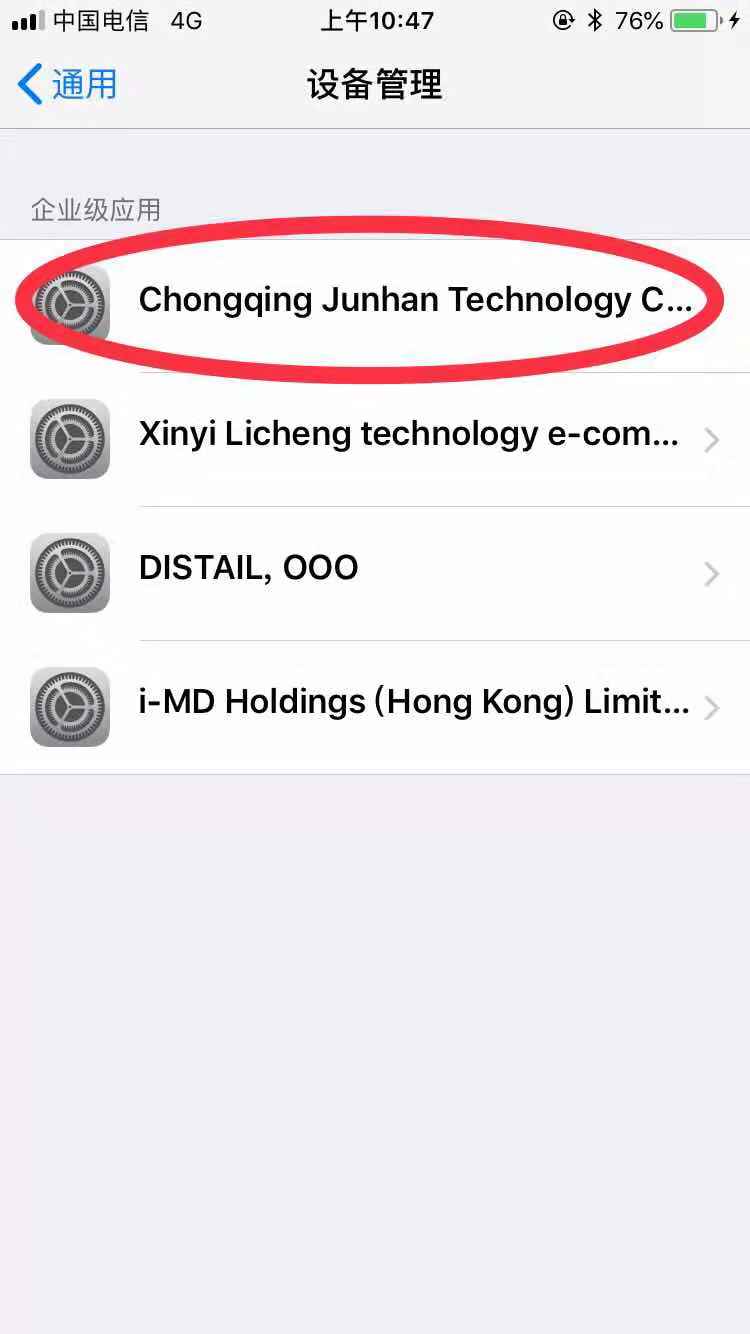 中国电信 4G 上午10:47 76%
通用 设备管理
企业级应用
Chongqing Junhan Technology C...
Xinyi Licheng technology e-com...
DISTAIL, OOO
i-MD Holdings (Hong Kong) Limit...